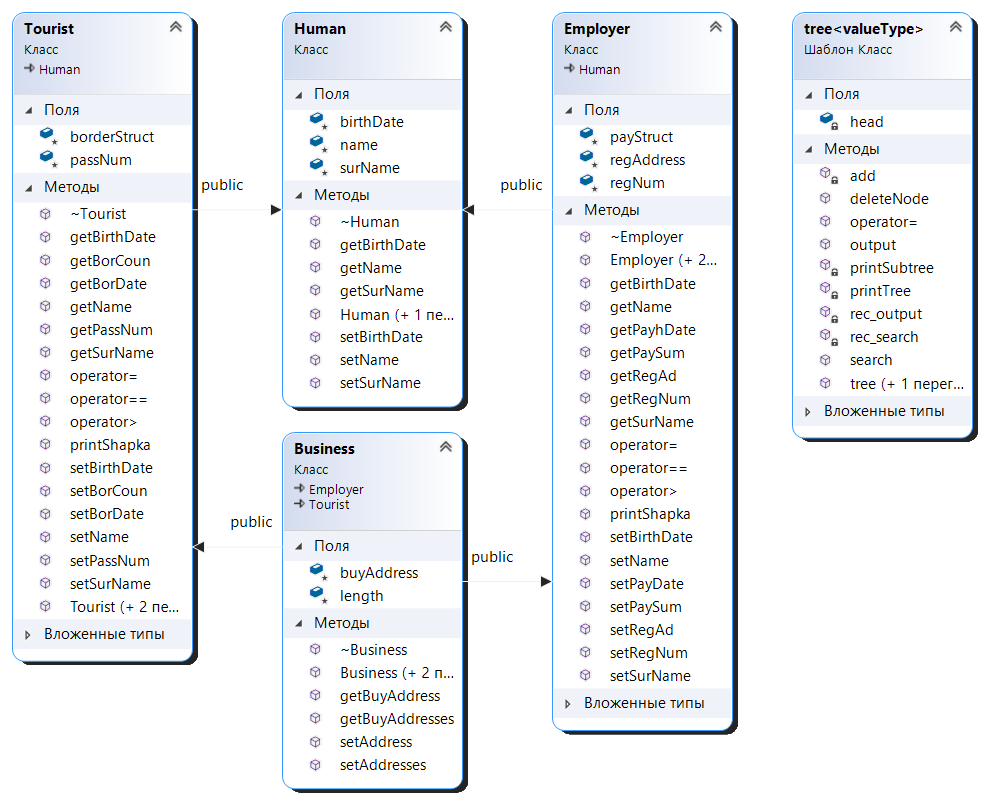 Tourist
Класс
Human
Поля
borderStruct
passNum
Методы
~Tourist
getBirthDate
getBorCoun
getBorDate
getName
getPassNum
getSurName
operator=
operator==
operator>
printShapka
setBirthDate
setBorCoun
setBorDate
setName
setPassNum
setSurName
Tourist (+ 2 пе...
Вложенные типы
public
Human
Класс
Поля
birthDate
name
surName
Методы
~Human
getBirthDate
getName
getSurName
Human (+ 1 пе...
setBirthDate
setName
setSurName
public
public
Business
Класс
Employer
Tourist
Поля
buyAddress
length
Методы
~Business
Business (+ 2 п...
getBuyAddress
getBuyAddresses
setAddress
setAddresses
public
Employer
Класс
Human
Поля
payStruct
regAddress
regNum
Методы
~Employer
Employer (+ 2...
getBirthDate
getName
getPayhDate
getPaySum
getRegAd
getRegNum
getSurName
operator=
operator==
operator>
printShapka
setBirthDate
setName
setPayDate
setPaySum
setRegAd
setRegNum
setSurName
Вложенные типы
tree<valueType>
Шаблон Класс
Поля
head
Методы
add
deleteNode
operator=
output
printSubtree
printTree
rec_output
rec_search
search
tree (+ 1 перег...
Вложенные типы